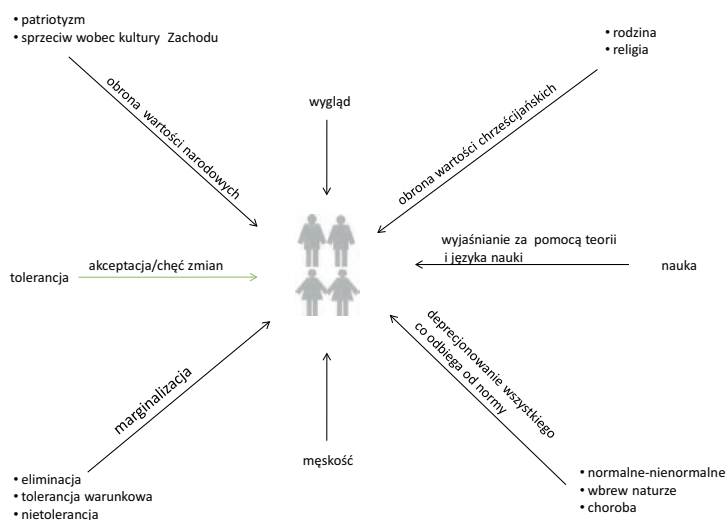 • patriotyzm
• sprzeciw wobec kultury Zachodu
• rodzina
• religia
obrona wartości narodowych
wygląd
obrona wartości chrześcijańskich
tolerancja
akceptacja/chęć zmian
wyjaśnianie za pomocą teorii
i języka nauki
nauka
marginalizacja
deprecjonowanie wszystkiego
co odbiega od normy
męskość
• eliminacja
• tolerancja warunkowa
• nietolerancja
• normalne-nienormalne
• wbrew naturze
• choroba